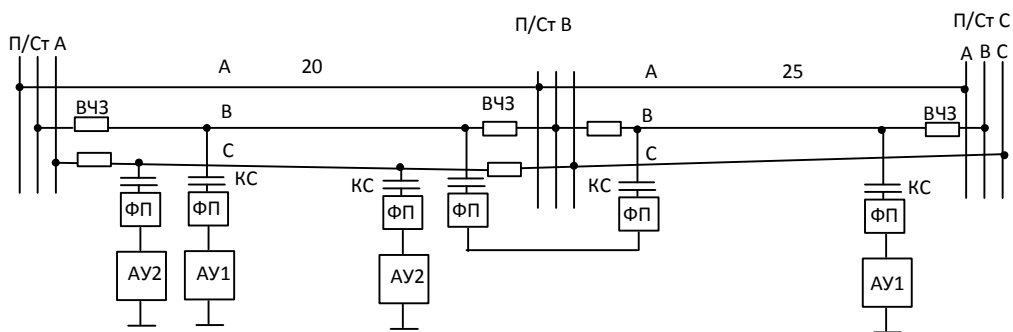 П/Ст A
П/Ст B
П/Ст C
A 20
A 25
A B C
ВЧЗ
B
ВЧЗ
B
ВЧЗ
C
C
КС
КС
КС
КС
ФП
ФП
ФП
ФП
ФП
ФП
АУ2
АУ1
АУ2
АУ1